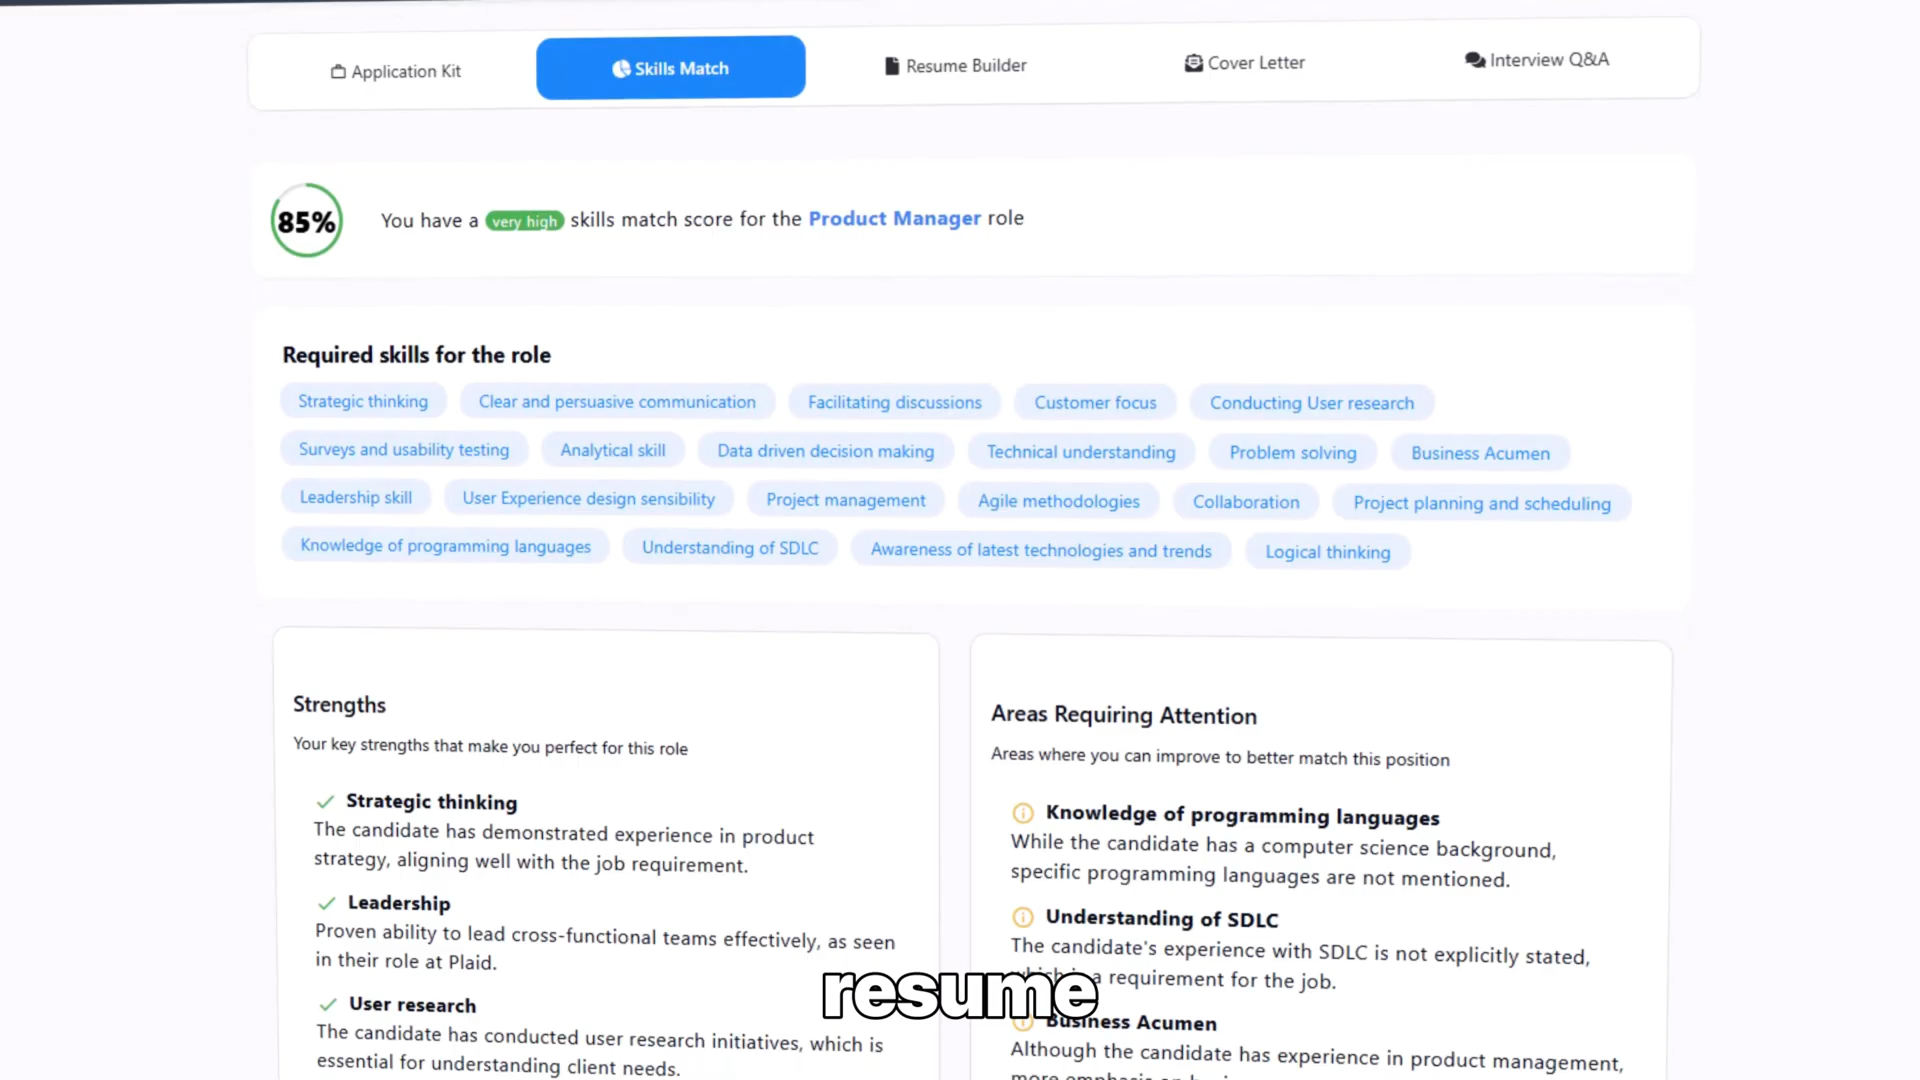 Application Kit
Skills Match
Resume Builder
Cover Letter
Interview Q&A
85%
You have a very high skills match score for the Product Manager role
Required skills for the role
Strategic thinking
Clear and persuasive communication
Facilitating discussions
Customer focus
Conducting User research
Surveys and usability testing
Analytical skill
Data driven decision making
Technical understanding
Problem solving
Business Acumen
Leadership skill
User Experience design sensibility
Project management
Agile methodologies
Collaboration
Project planning and scheduling
Knowledge of programming languages
Understanding of SDLC
Awareness of latest technologies and trends
Logical thinking
Strengths
Your key strengths that make you perfect for this role
Strategic thinking
The candidate has demonstrated experience in product
strategy, aligning well with the job requirement.
Leadership
Proven ability to lead cross-functional teams effectively, as seen
in their role at Plaid.
User research
The candidate has conducted user research initiatives, which is
essential for understanding client needs.
Areas Requiring Attention
Areas where you can improve to better match this position
Knowledge of programming languages
While the candidate has a computer science background,
specific programming languages are not mentioned.
Understanding of SDLC
The candidate's experience with SDLC is not explicitly stated,
which is a requirement for the job.
Business Acumen
Although the candidate has experience in product management,
resume